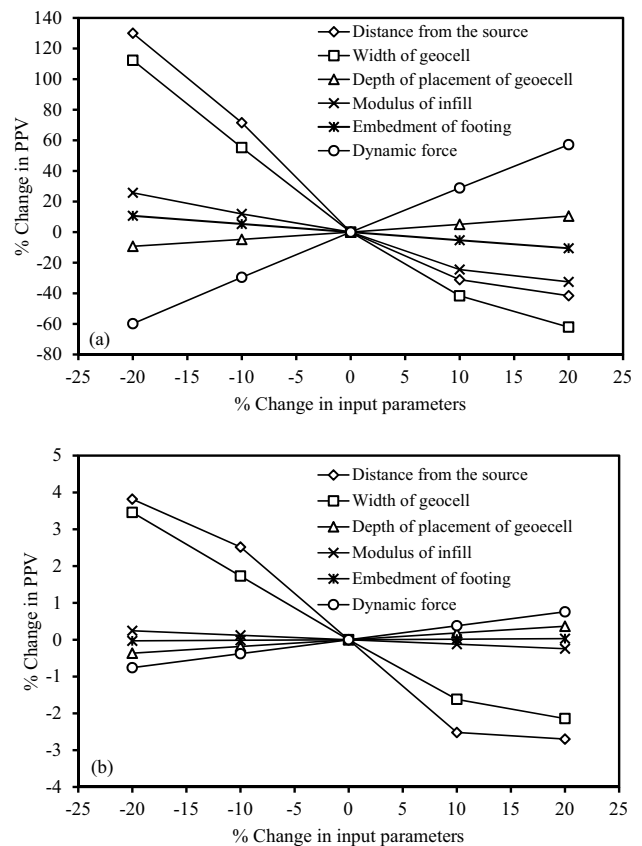 140
120
100
80
60
40
20
0
-20
-40
-60
-80
% Change in PPV
Distance from the source
Width of geocell
Depth of placement of geoecell
Modulus of infill
Embedment of footing
Dynamic force
(a)
-25 -20 -15 -10 -5 0 5 10 15 20 25
% Change in input parameters
5
4
3
2
1
0
-1
-2
-3
-4
% Change in PPV
Distance from the source
Width of geocell
Depth of placement of geoecell
Modulus of infill
Embedment of footing
Dynamic force
(b)
-25 -20 -15 -10 -5 0 5 10 15 20 25
% Change in input parameters